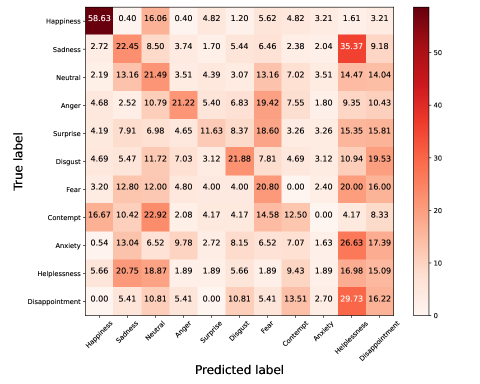 Happiness 58.63 0.40 16.06 0.40 4.82 1.20 5.62 4.82 3.21 1.61 3.21
Sadness 2.72 22.45 8.50 3.74 1.70 5.44 6.46 2.38 2.04 35.37 9.18
Neutral 2.19 13.16 21.49 3.51 4.39 3.07 13.16 7.02 3.51 14.47 14.04
Anger 4.68 2.52 10.79 21.22 5.40 6.83 19.42 7.55 1.80 9.35 10.43
Surprise 4.19 7.91 6.98 4.65 11.63 8.37 18.60 3.26 3.26 15.35 15.81
Disgust 4.69 5.47 11.72 7.03 3.12 21.88 7.81 4.69 3.12 10.94 19.53
Fear 3.20 12.80 12.00 4.80 4.00 4.00 20.80 0.00 2.40 20.00 16.00
Contempt 16.67 10.42 22.92 2.08 4.17 4.17 14.58 12.50 0.00 4.17 8.33
Anxiety 0.54 13.04 6.52 9.78 2.72 8.15 6.52 7.07 1.63 26.63 17.39
Helplessness 5.66 20.75 18.87 1.89 1.89 5.66 1.89 9.43 1.89 16.98 15.09
Disappointment 0.00 5.41 10.81 5.41 0.00 10.81 5.41 13.51 2.70 29.73 16.22
Happiness Sadness Neutral Anger Surprise Disgust Fear Contempt Anxiety Helplessness Disappointment
Predicted label
True label
50
40
30
20
10
0